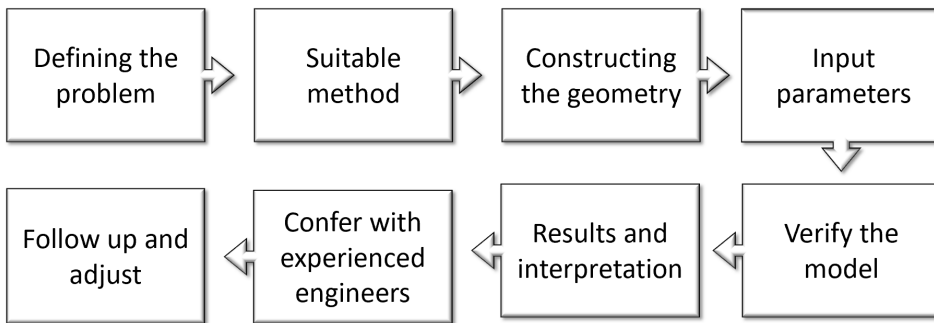 Defining the
problem
Suitable
method
Constructing
the geometry
Input
parameters
Verify the
model
Results and
interpretation
Confer with
experienced
engineers
Follow up and
adjust